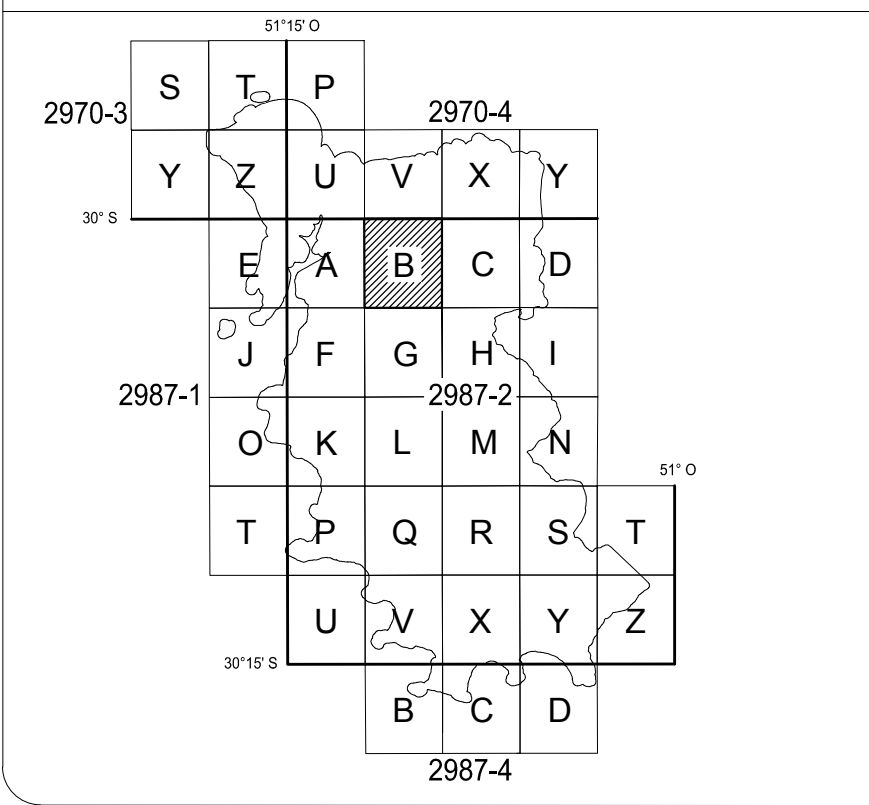 51°15' O
S T P
2970-3 2970-4
Y Z U V X Y
30° S
E A B C D
J F G H I
2987-1 2987-2
O K L M N
51° O
T P Q R S T
U V X Y Z
30°15' S
B C D
2987-4